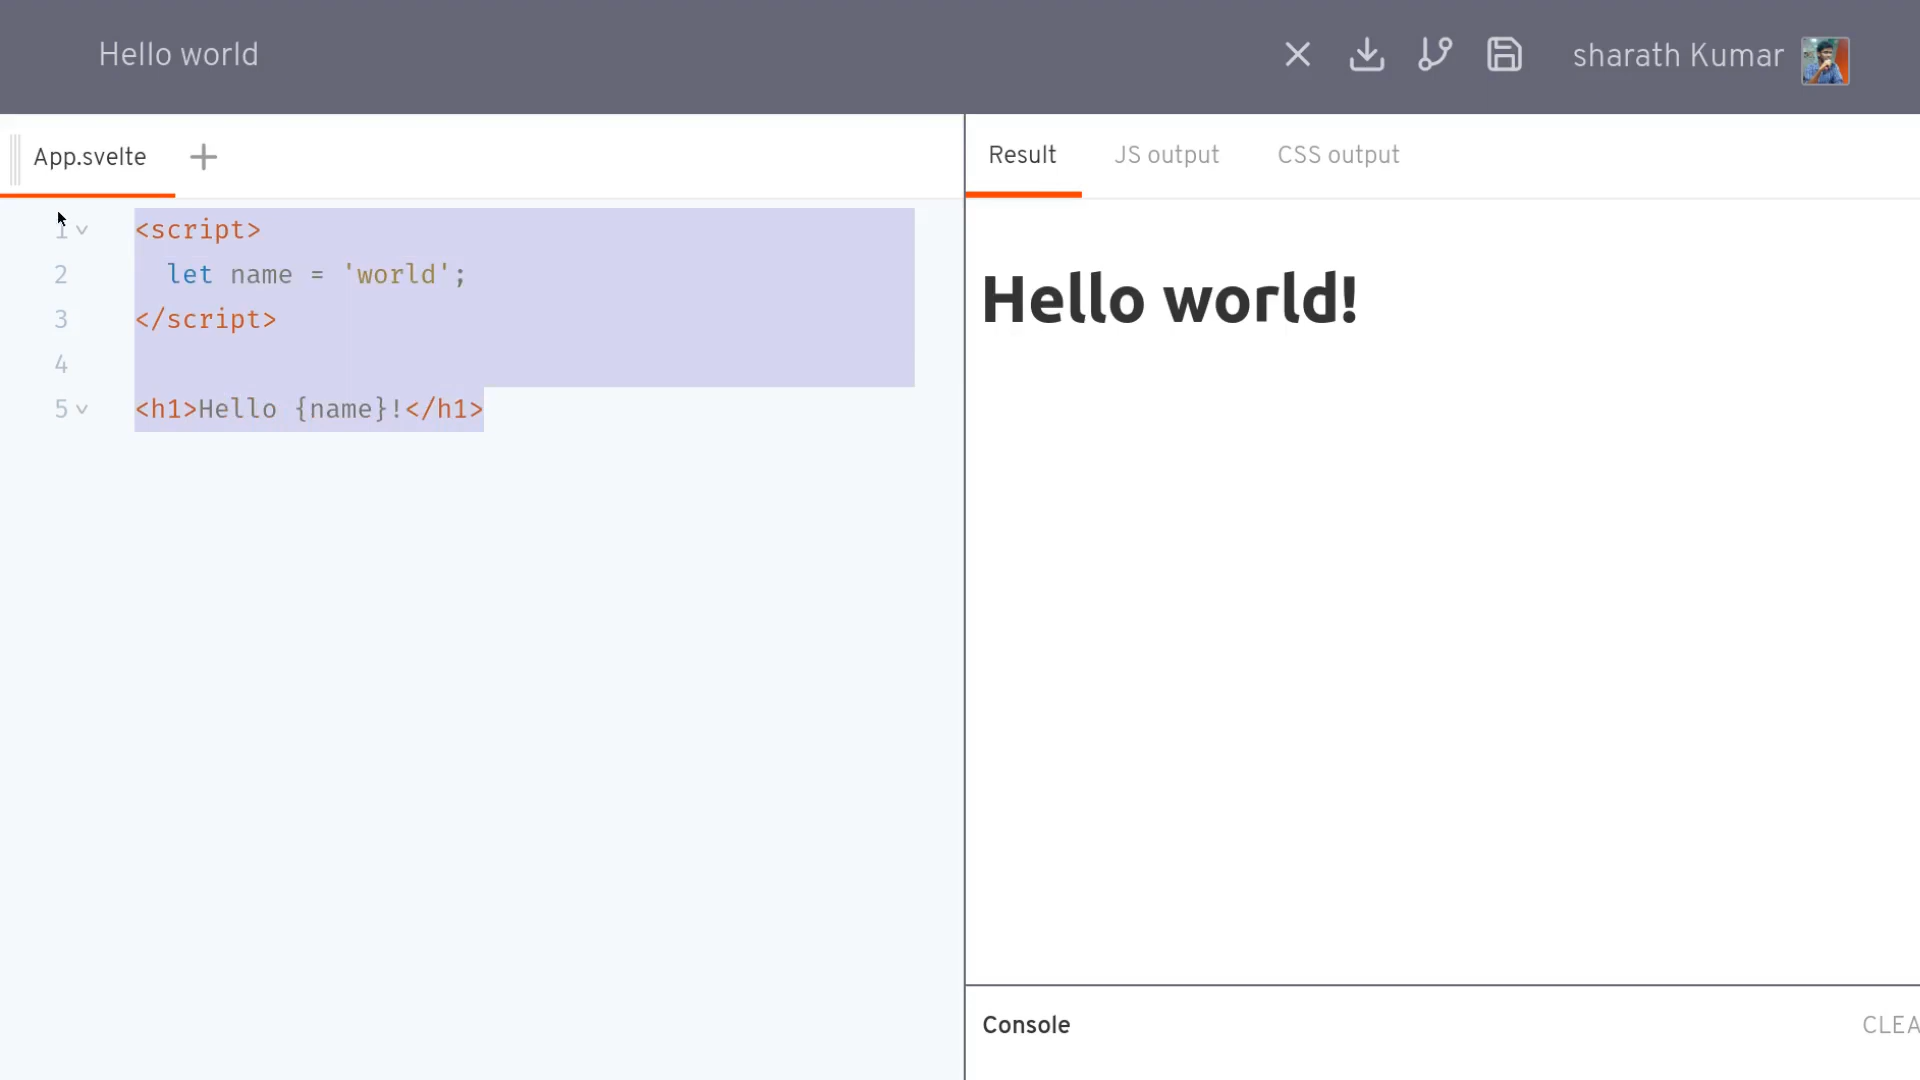 Hello world
sharath Kumar
App.svelte
Result
JS output
CSS output
1
<script>
2
let name = 'world';
3
</script>
4
5
<h1>Hello {name}!</h1>
Hello world!
Console
CLEA